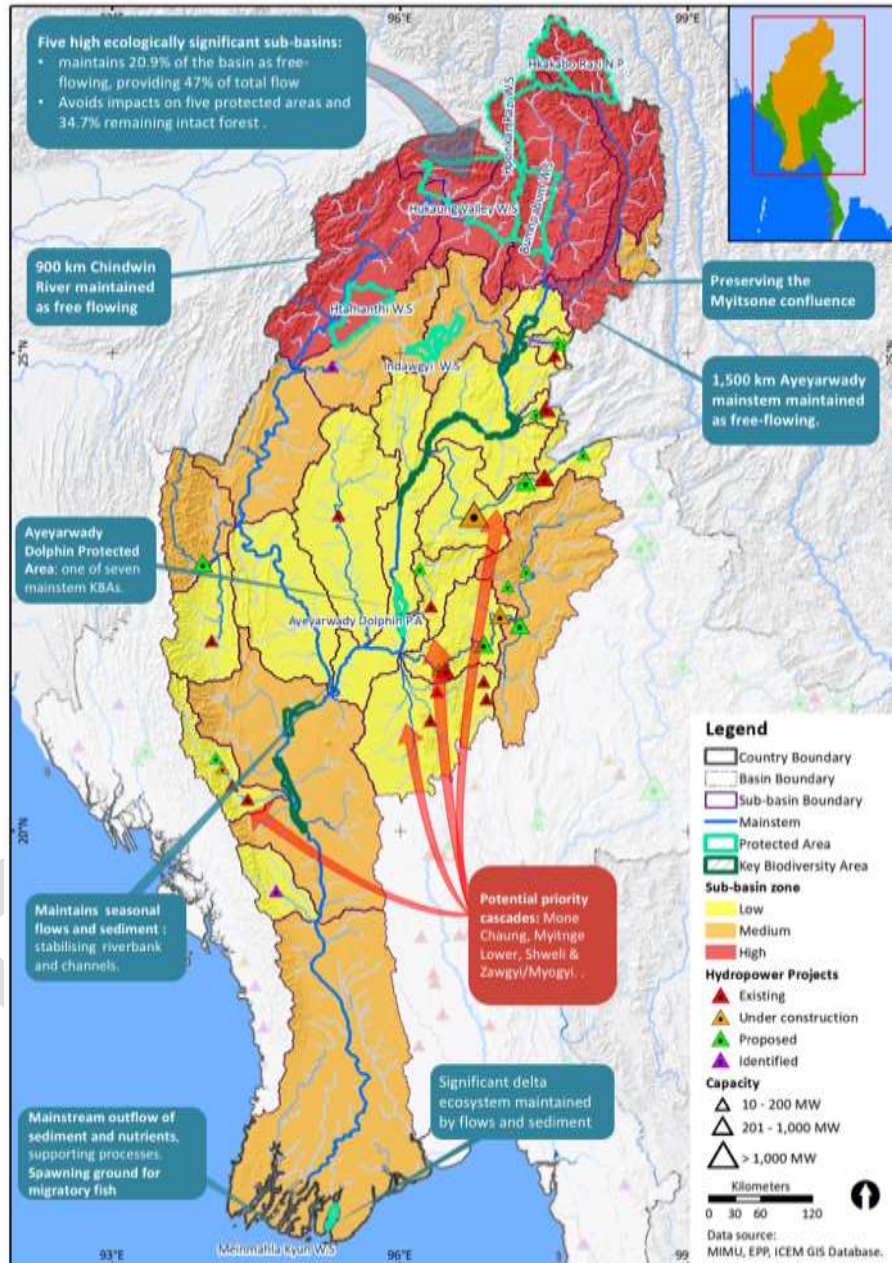 96°E
99°E
Five high ecologically significant sub-basins:
• maintains 20.9% of the basin as free-
flowing, providing 47% of total flow
• Avoids impacts on five protected areas and
34.7% remaining intact forest .
Hkakabo Razi N.P
Hponkan Razi W.S
Hukaung Valley W.S
Bumhpabum W.S
900 km Chindwin
River maintained
as free flowing
Preserving the
Myitsone confluence
Htamanthi W.S
25°N
Indawgyi W.S
1,500 km Ayeyarwady
mainstem maintained
as free-flowing.
Ayeyarwady
Dolphin Protected
Area: one of seven
mainstem KBAs.
Ayeyarwady Dolphin P.A
20°N
Maintains seasonal
flows and sediment :
stabilising riverbank
and channels.
Potential priority
cascades: Mone
Chaung, Myitnge
Lower, Shweli &
Zawgyi/Myogyi. .
Significant delta
ecosystem maintained
by flows and sediment
Mainstream outflow of
sediment and nutrients,
supporting processes.
Spawning ground for
migratory fish
Meinmahla Kyun W.S
93°E
96°E
99°E
Legend
Country Boundary
Basin Boundary
Sub-basin Boundary
Mainstem
Protected Area
Key Biodiversity Area
Sub-basin zone
Low
Medium
High
Hydropower Projects
Existing
Under construction
Proposed
Identified
Capacity
10 - 200 MW
201 - 1,000 MW
> 1,000 MW
Kilometers
0 30 60 120
Data source:
MIMU, EPP, ICEM GIS Database.